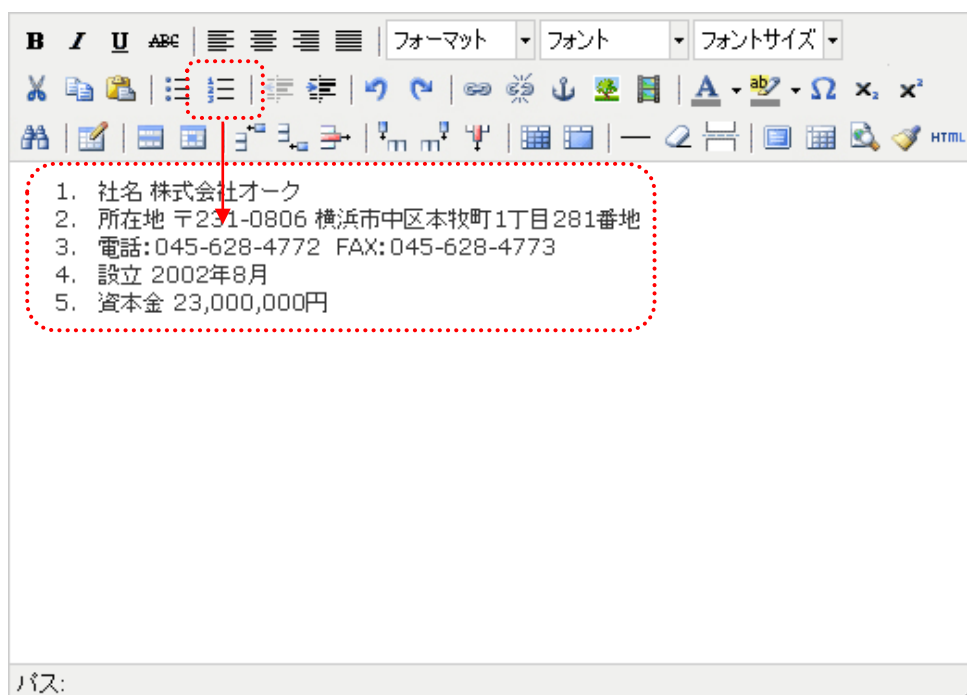 B I U ABC フォーマット フォント フォントサイズ
A ab Ω x₂ x²
HTML
1. 社名 株式会社オーク
2. 所在地 〒231-0806 横浜市中区本牧町1丁目281番地
3. 電話:045-628-4772 FAX:045-628-4773
4. 設立 2002年8月
5. 資本金 23,000,000円
パス: